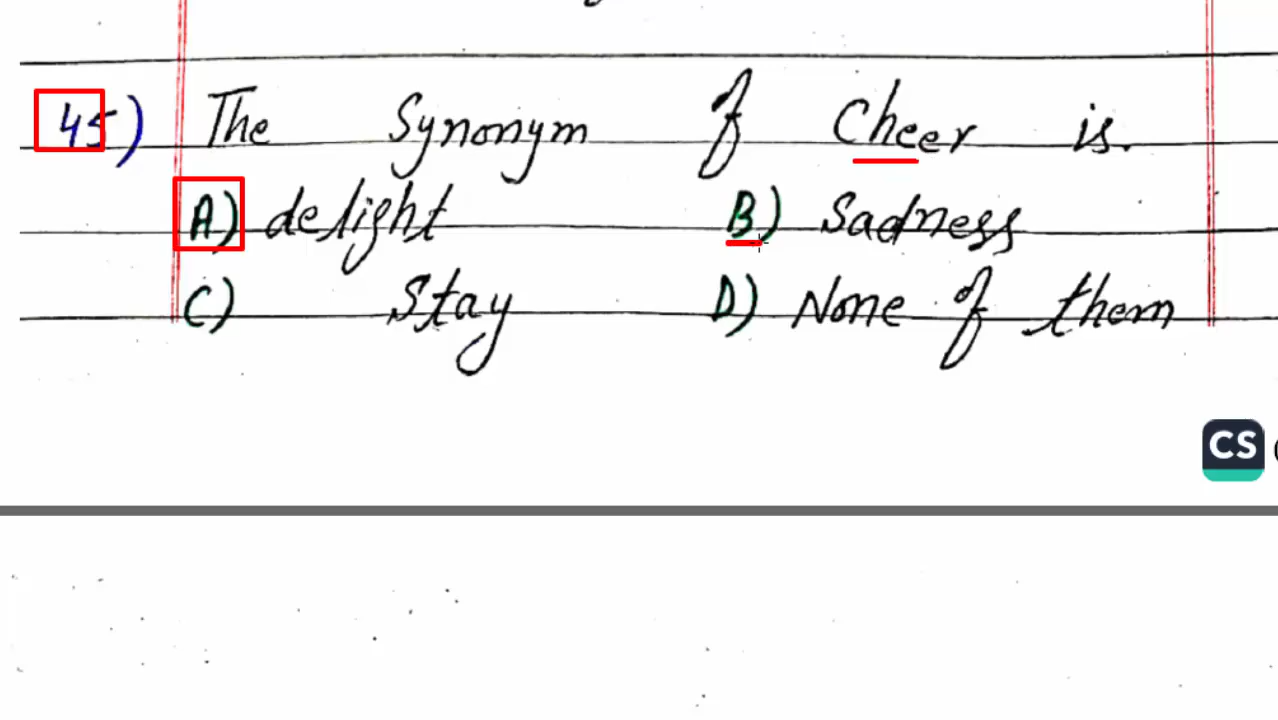 45) The Synonym of Cheer is.
A) delight B) Sadness
C) Stay D) None of them
CS